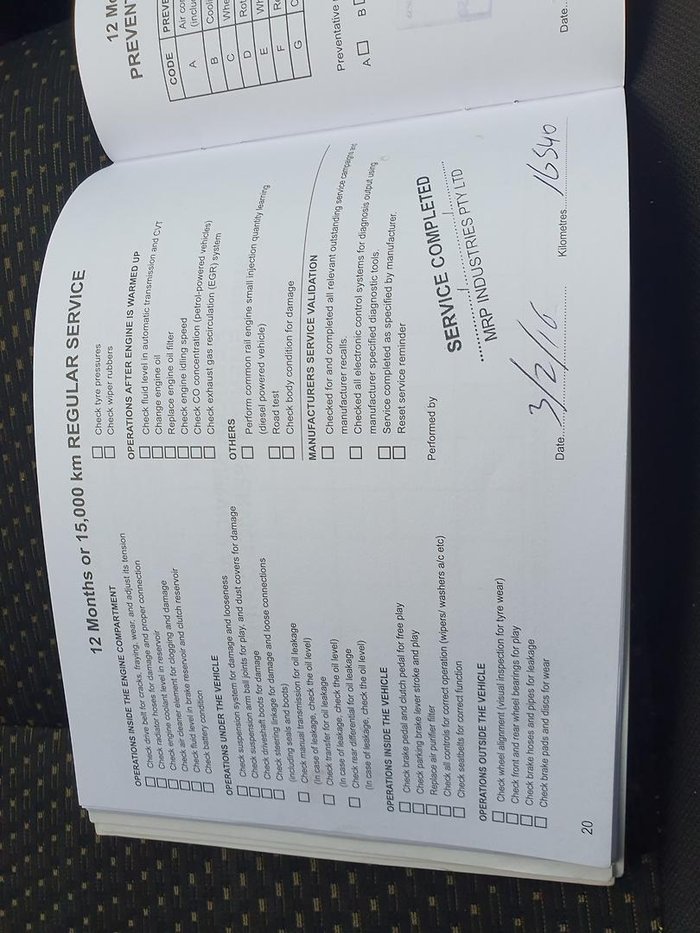 12 Months or 15,000 km REGULAR SERVICE
OPERATIONS INSIDE THE ENGINE COMPARTMENT
Check drive belt for cracks, fraying, wear, and adjust its tension
Check radiator hoses for damage and proper connection
Check engine coolant level in reservoir
Check air cleaner element for clogging and damage
Check fluid level in brake reservoir and clutch reservoir
Check battery condition
OPERATIONS UNDER THE VEHICLE
Check suspension system for damage and looseness
Check suspension arm ball joints for play, and dust covers for damage
Check driveshaft boots for damage
Check steering linkage for damage and loose connections
(including seals and boots)
Check manual transmission for oil leakage
(In case of leakage, check the oil level)
Check transfer for oil leakage
(In case of leakage, check the oil level)
Check rear differential for oil leakage
(In case of leakage, check the oil level)
OPERATIONS INSIDE THE VEHICLE
Check brake pedal and clutch pedal for free play
Check parking brake lever stroke and play
Replace air purifier filter
Check all controls for correct operation (wipers/ washers a/c etc)
Check seatbelts for correct function
OPERATIONS OUTSIDE THE VEHICLE
Check wheel alignment (visual inspection for tyre wear)
Check front and rear wheel bearings for play
Check brake hoses and pipes for leakage
Check brake pads and discs for wear
20
Check tyre pressures
Check wiper rubbers
OPERATIONS AFTER ENGINE IS WARMED UP
Check fluid level in automatic transmission and CVT
Change engine oil
Replace engine oil filter
Check engine idling speed
Check CO concentration (petrol-powered vehicles)
Check exhaust gas recirculation (EGR) system
OTHERS
Perform common rail engine small injection quantity learning
(diesel powered vehicle)
Road test
Check body condition for damage
MANUFACTURERS SERVICE VALIDATION
Checked for and completed all relevant outstanding service campaigns
manufacturer recalls.
Checked all electronic control systems for diagnosis output using
manufacturer specified diagnostic tools
Service completed as specified by manufacturer.
Reset service reminder
Performed by
SERVICE COMPLETED
MRP INDUSTRIES PTY LTD
Date 3/2/16 Kilometres 16540
12 Mo
PREVENT
CODE PREVE
A Air co
(inclu
B Cooli
C Whe
D Rot
E Wh
F Re
G
Preventative
A B
Date